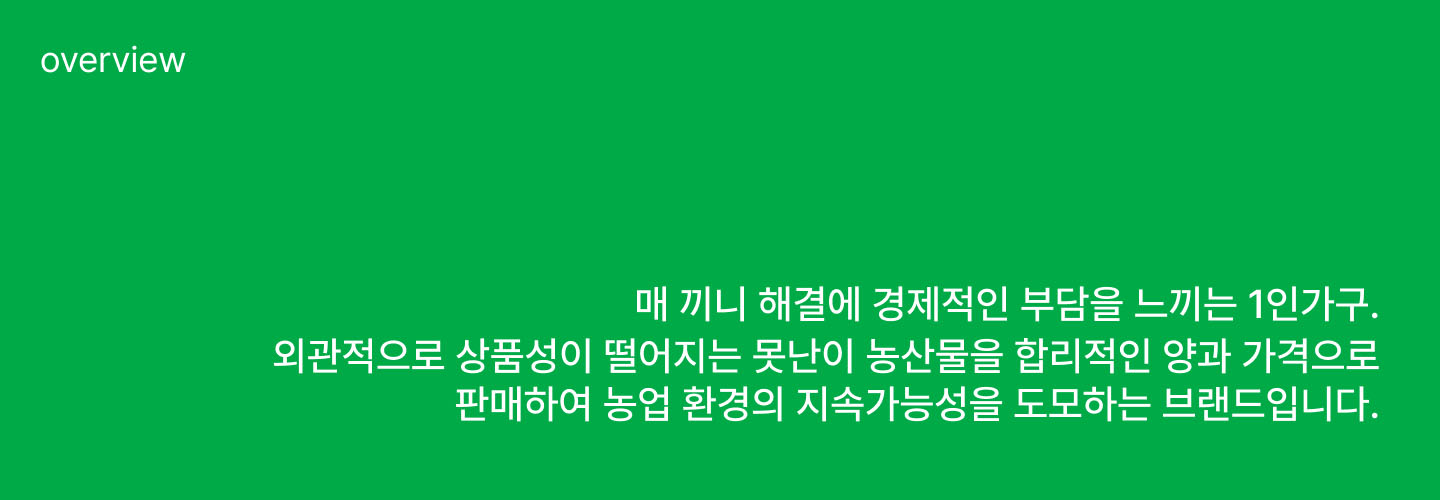 overview
매 끼니 해결에 경제적인 부담을 느끼는 1인가구.
외관적으로 상품성이 떨어지는 못난이 농산물을 합리적인 양과 가격으로
판매하여 농업 환경의 지속가능성을 도모하는 브랜드입니다.